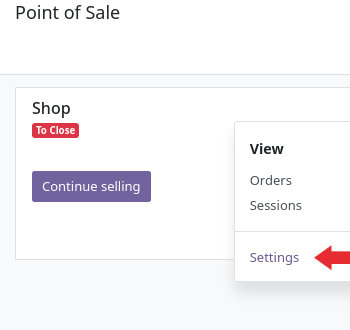 Point of Sale
Shop
To Close
Continue selling
View
Orders
Sessions
Settings